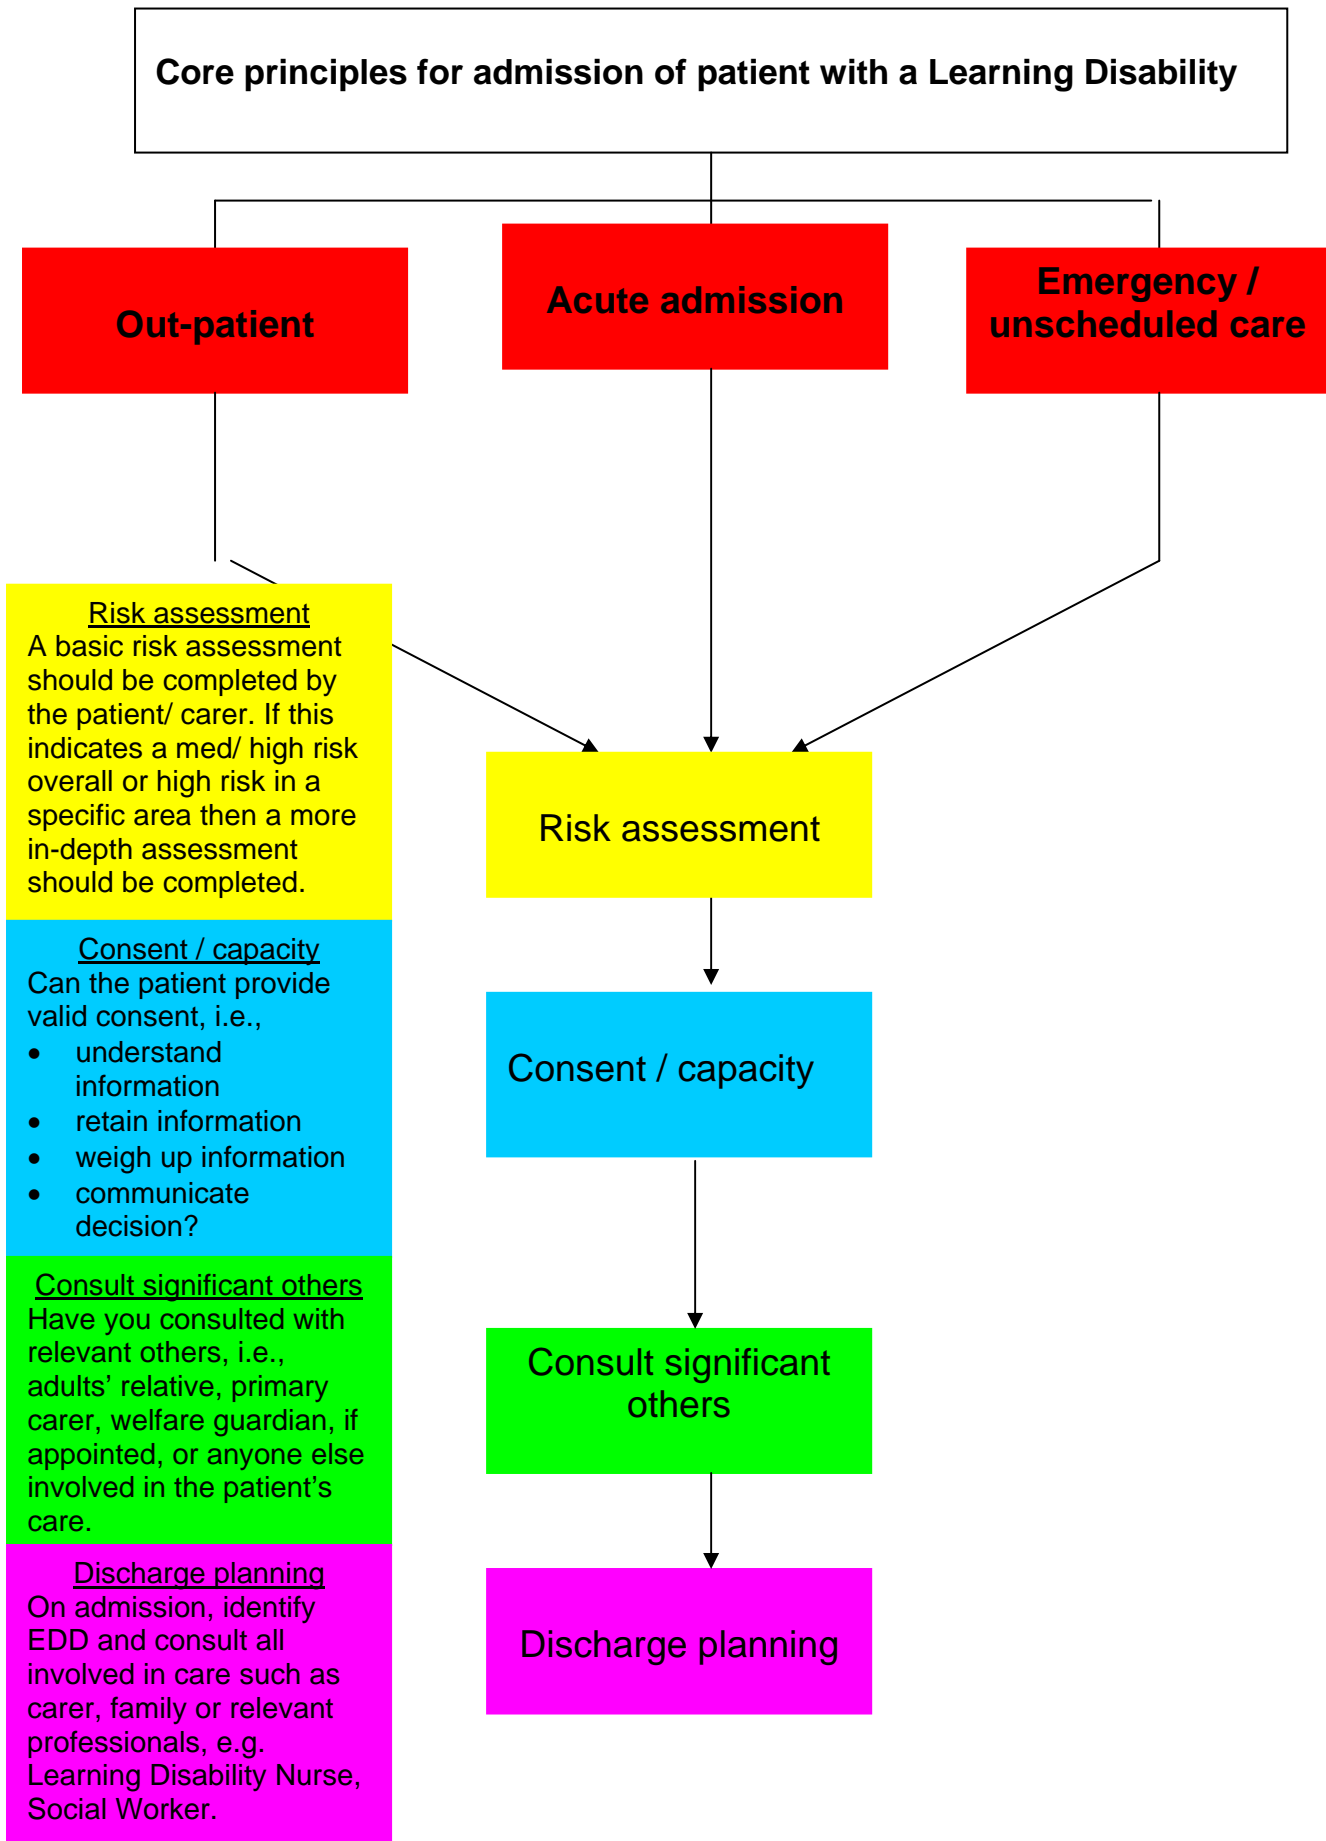 Core principles for admission of patient with a Learning Disability
Out-patient
Acute admission
Emergency /
unscheduled care
Risk assessment
A basic risk assessment
should be completed by
the patient/ carer. If this
indicates a med/ high risk
overall or high risk in a
specific area then a more
in-depth assessment
should be completed.
Risk assessment
Consent / capacity
Can the patient provide
valid consent, i.e.,
• understand
information
• retain information
• weigh up information
• communicate
decision?
Consent / capacity
Consult significant others
Have you consulted with
relevant others, i.e.,
adults’ relative, primary
carer, welfare guardian, if
appointed, or anyone else
involved in the patient’s
care.
Consult significant
others
Discharge planning
On admission, identify
EDD and consult all
involved in care such as
carer, family or relevant
professionals, e.g.
Learning Disability Nurse,
Social Worker.
Discharge planning